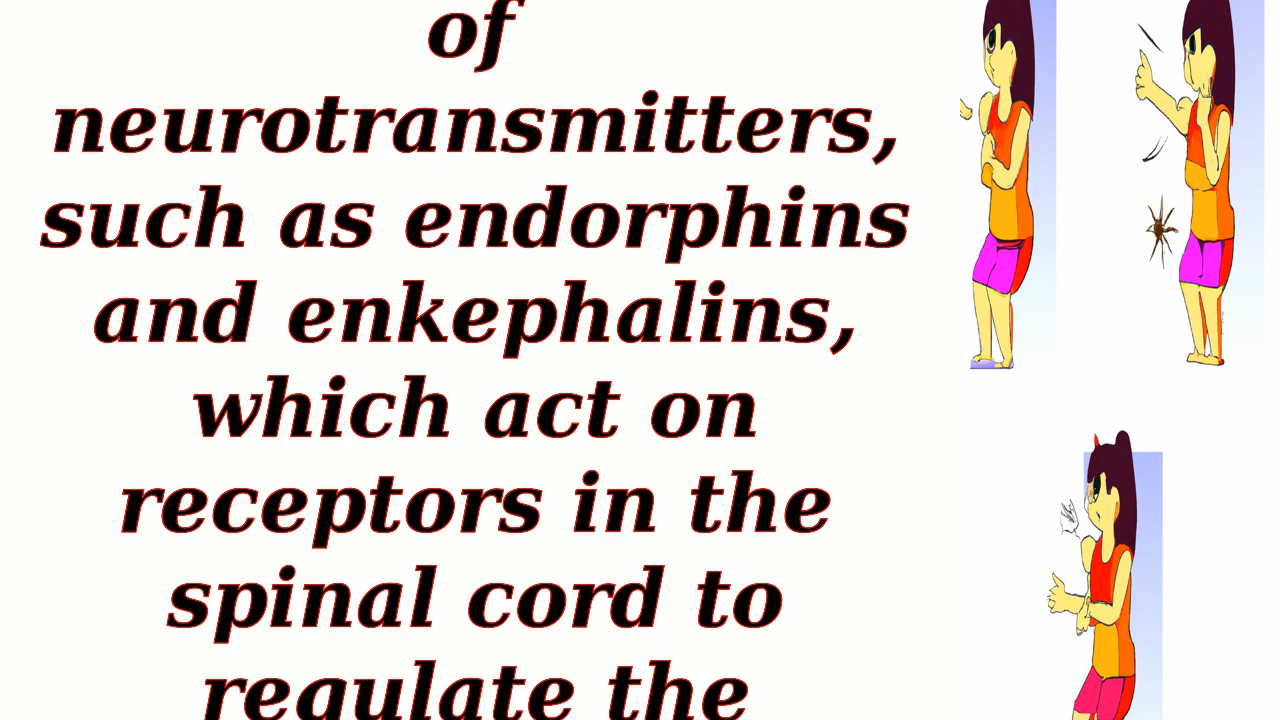 of
neurotransmitters,
such as endorphins
and enkephalins,
which act on
receptors in the
spinal cord to
regulate the